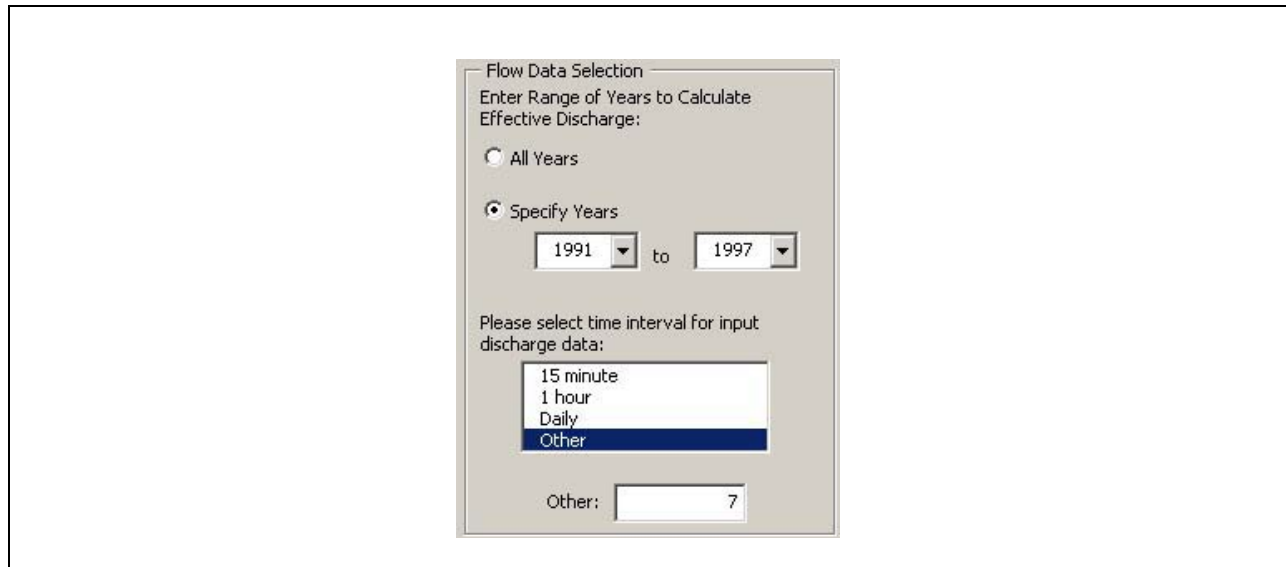 Flow Data Selection
Enter Range of Years to Calculate
Effective Discharge:
All Years
Specify Years
1991 to 1997
Please select time interval for input
discharge data:
15 minute
1 hour
Daily
Other
Other: 7